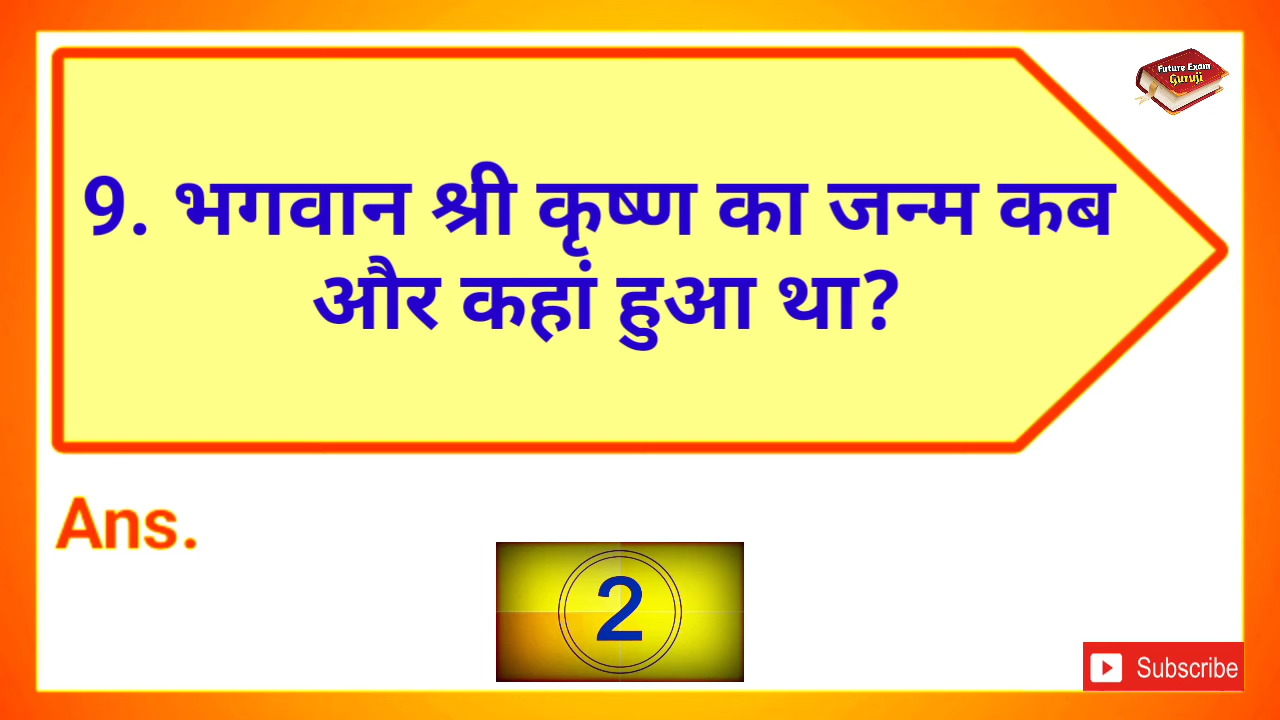 Future Exam
Guruji
9. भगवान श्री कृष्ण का जन्म कब
और कहां हुआ था?
Ans.
2
Subscribe